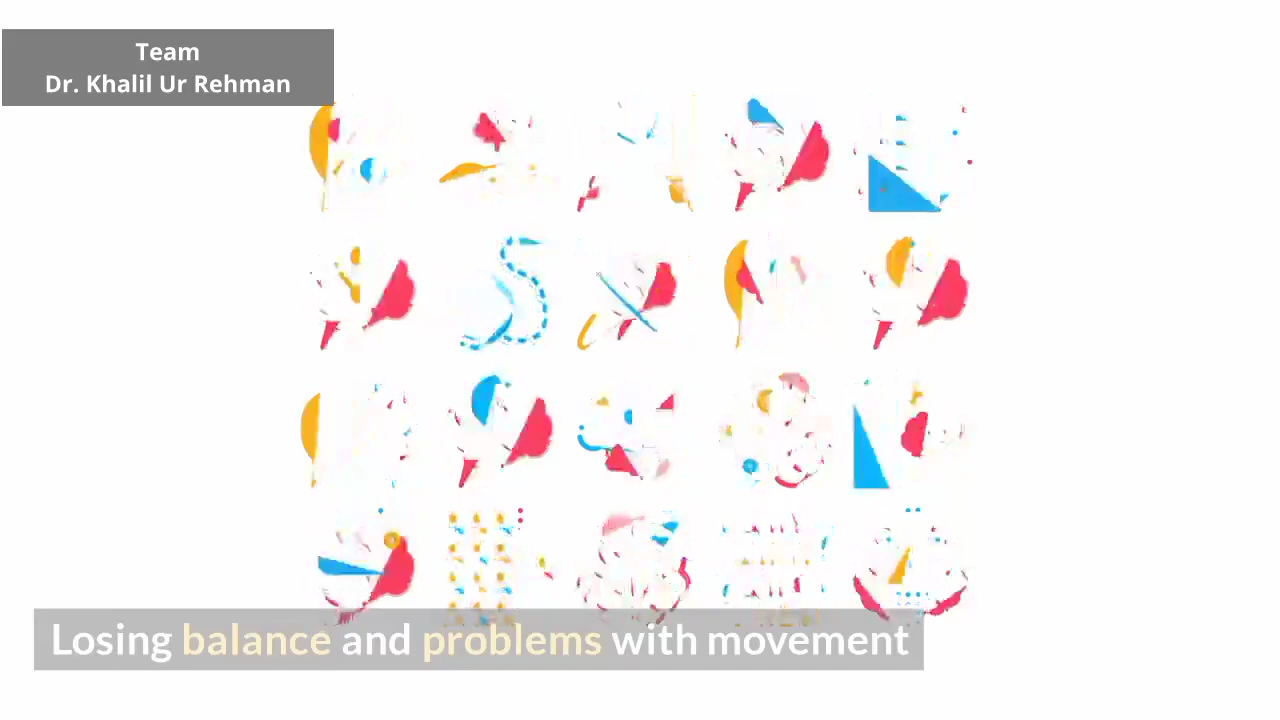 Team
Dr. Khalil Ur Rehman
Losing balance and problems with movement